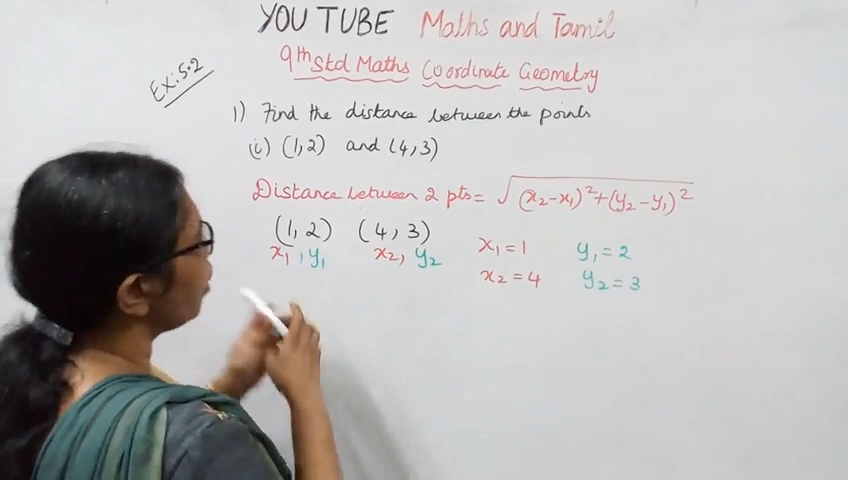 YOU TUBE Maths and Tamil
9th Std Maths Coordinate Geometry
Ex: 5.2
1) Find the distance between the points
(i) (1,2) and (4,3)
Distance between 2 pts = √(x₂-x₁)²+(y₂-y₁)²
(1,2) (4,3)
x₁, y₁ x₂, y₂
x₁=1 y₁=2
x₂=4 y₂=3